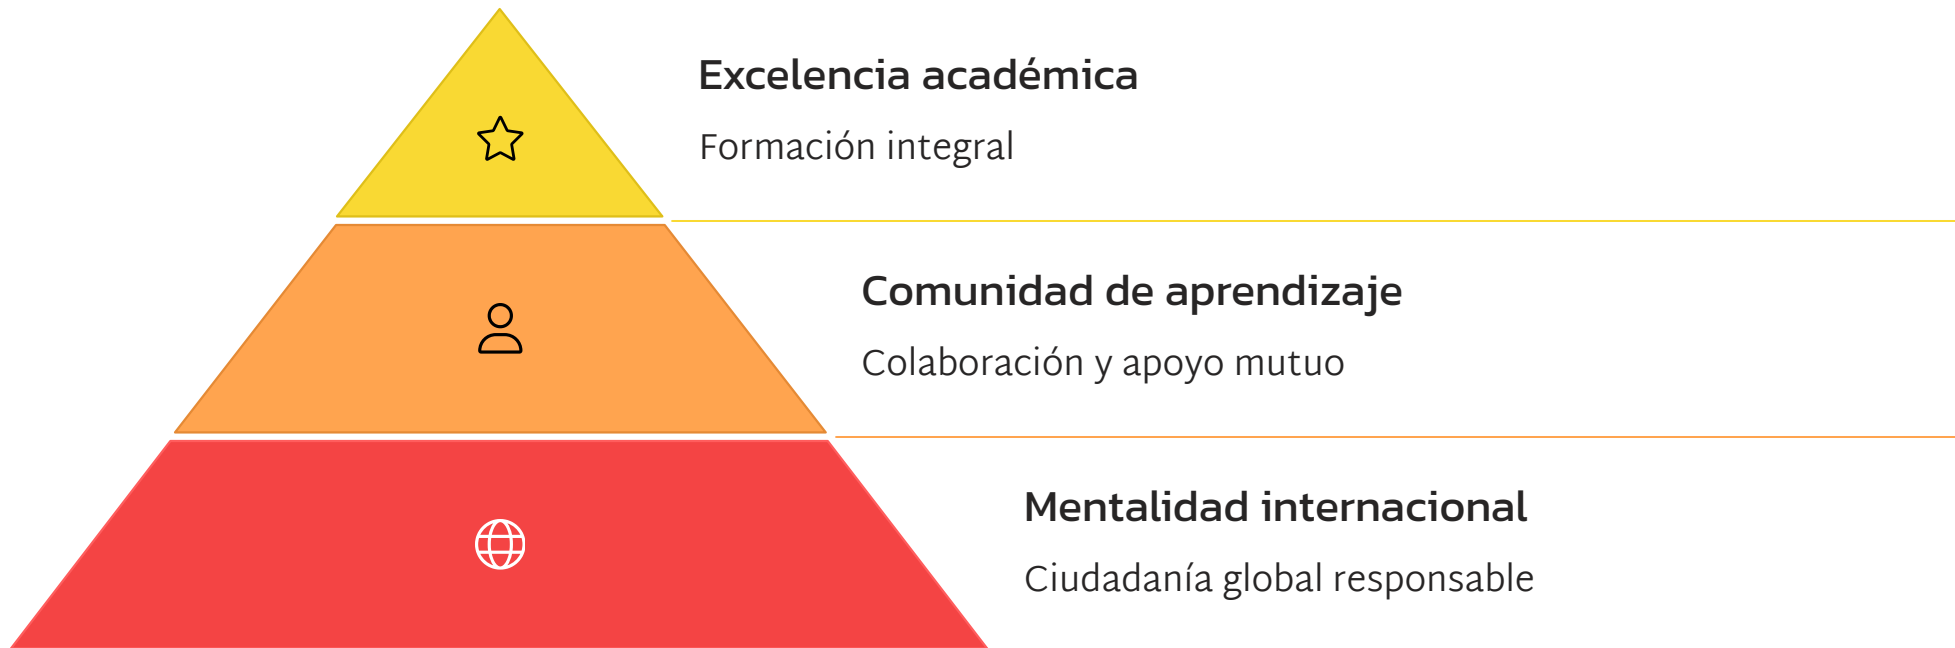 Excelencia académica
Formación integral
Comunidad de aprendizaje
Colaboración y apoyo mutuo
Mentalidad internacional
Ciudadanía global responsable